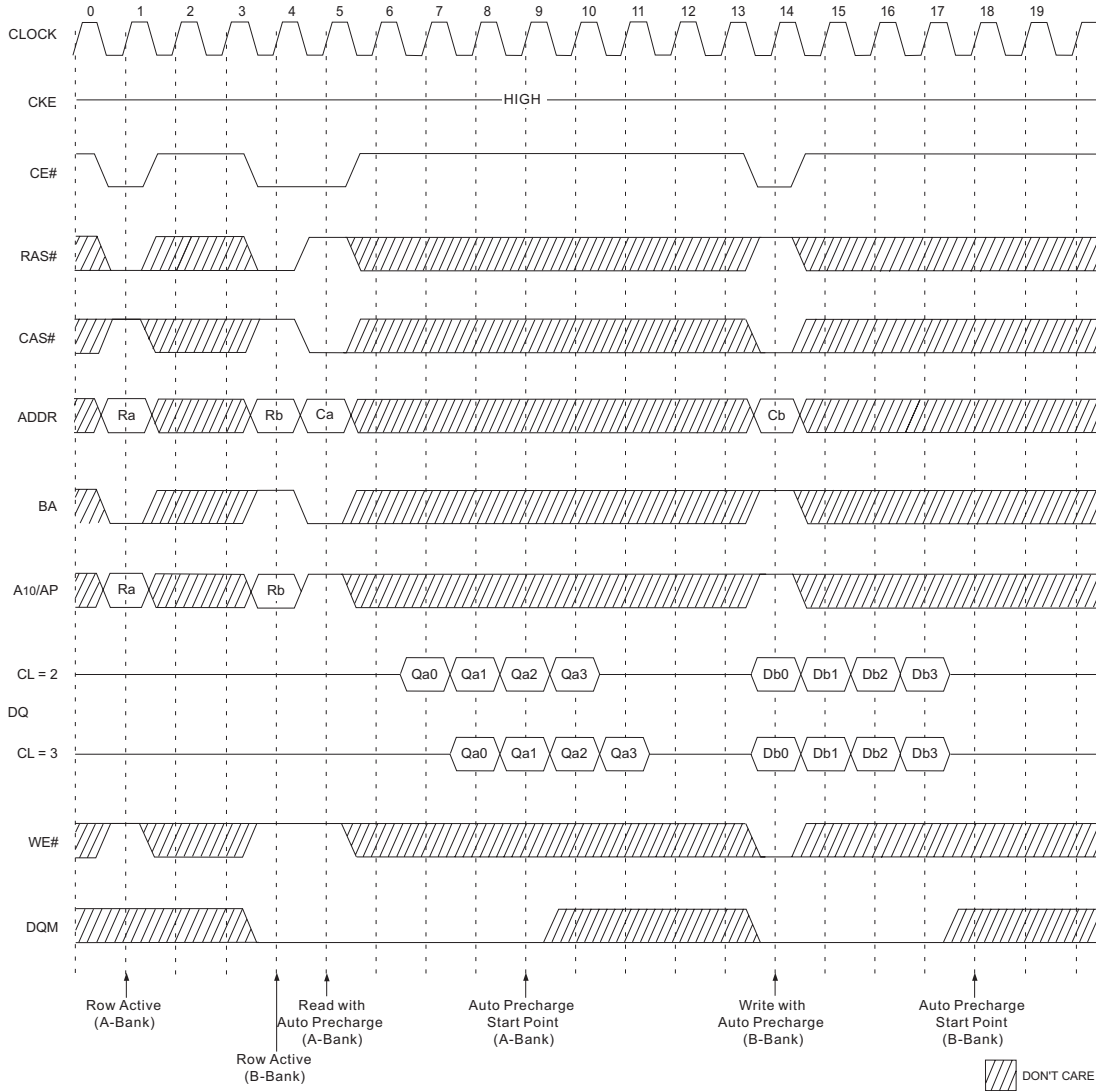 0 1 2 3 4 5 6 7 8 9 10 11 12 13 14 15 16 17 18 19
CLOCK
CKE
HIGH
CE#
RAS#
CAS#
ADDR
Ra
Rb
Ca
Cb
BA
A10/AP
Ra
Rb
CL = 2
Qa0 Qa1 Qa2 Qa3
Db0 Db1 Db2 Db3
DQ
CL = 3
Qa0 Qa1 Qa2 Qa3
Db0 Db1 Db2 Db3
WE#
DQM
Row Active
(A-Bank)
Row Active
(B-Bank)
Read with
Auto Precharge
(A-Bank)
Auto Precharge
Start Point
(A-Bank)
Write with
Auto Precharge
(B-Bank)
Auto Precharge
Start Point
(B-Bank)
DON'T CARE